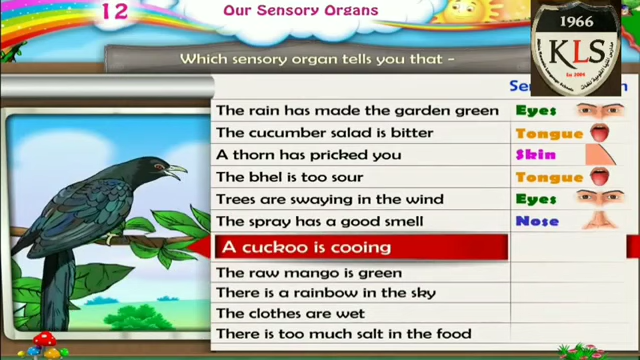 12
Our Sensory Organs
1966
KLS
Est 2004
Which sensory organ tells you that -
The rain has made the garden green Eyes
The cucumber salad is bitter Tongue
A thorn has pricked you Skin
The bhel is too sour Tongue
Trees are swaying in the wind Eyes
The spray has a good smell Nose
A cuckoo is cooing
The raw mango is green
There is a rainbow in the sky
The clothes are wet
There is too much salt in the food